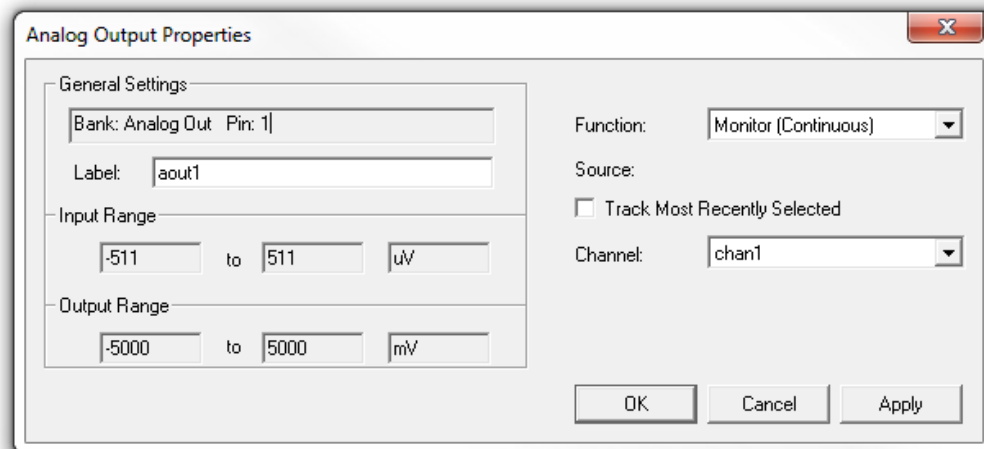 Analog Output Properties
General Settings
Bank: Analog Out Pin: 1
Label: aout1
Input Range
-511 to 511 uV
Output Range
-5000 to 5000 mV
Function: Monitor (Continuous)
Source:
Track Most Recently Selected
Channel: chan1
OK Cancel Apply